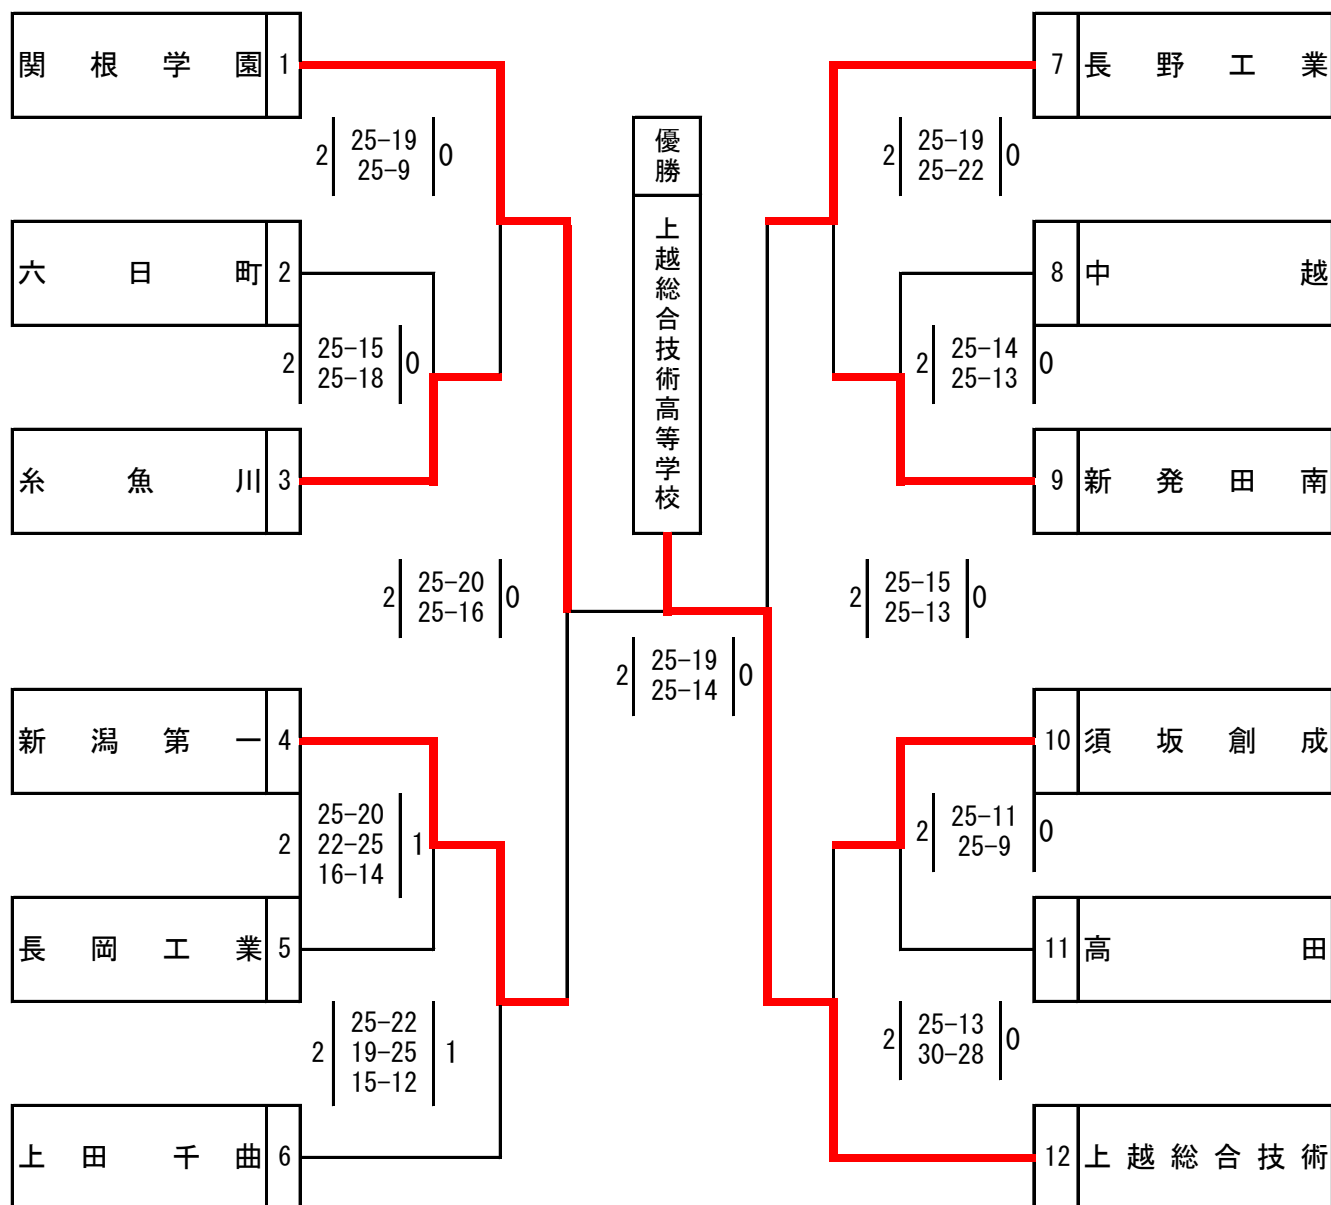 関根学園 1
2 25-19 0
25-9
六日町 2
2 25-15 0
25-18
糸魚川 3
2 25-20 0
25-16
新潟第一 4
25-20
2 22-25 1
16-14
長岡工業 5
25-22
2 19-25 1
15-12
上田千曲 6
優勝
上越総合技術高等学校
2 25-19 0
25-14
7 長野工業
2 25-19 0
25-22
8 中越
2 25-14 0
25-13
9 新発田南
2 25-15 0
25-13
10 須坂創成
2 25-11 0
25-9
11 高田
2 25-13 0
30-28
12 上越総合技術